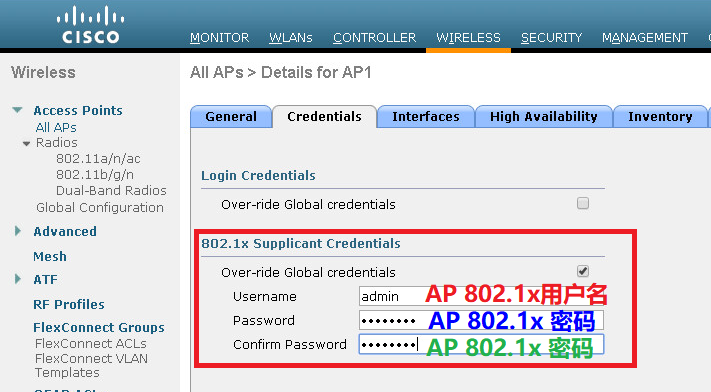 CISCO
MONITOR WLANs CONTROLLER WIRELESS SECURITY MANAGEMENT
Wireless
Access Points
All APs
Radios
802.11a/n/ac
802.11b/g/n
Dual-Band Radios
Global Configuration
Advanced
Mesh
ATF
RF Profiles
FlexConnect Groups
FlexConnect ACLs
FlexConnect VLAN
Templates
All APs > Details for AP1
General Credentials Interfaces High Availability Inventory
Login Credentials
Over-ride Global credentials
802.1x Supplicant Credentials
Over-ride Global credentials
Username admin AP 802.1x用户名
Password •••••••• AP 802.1x 密码
Confirm Password •••••••• AP 802.1x 密码